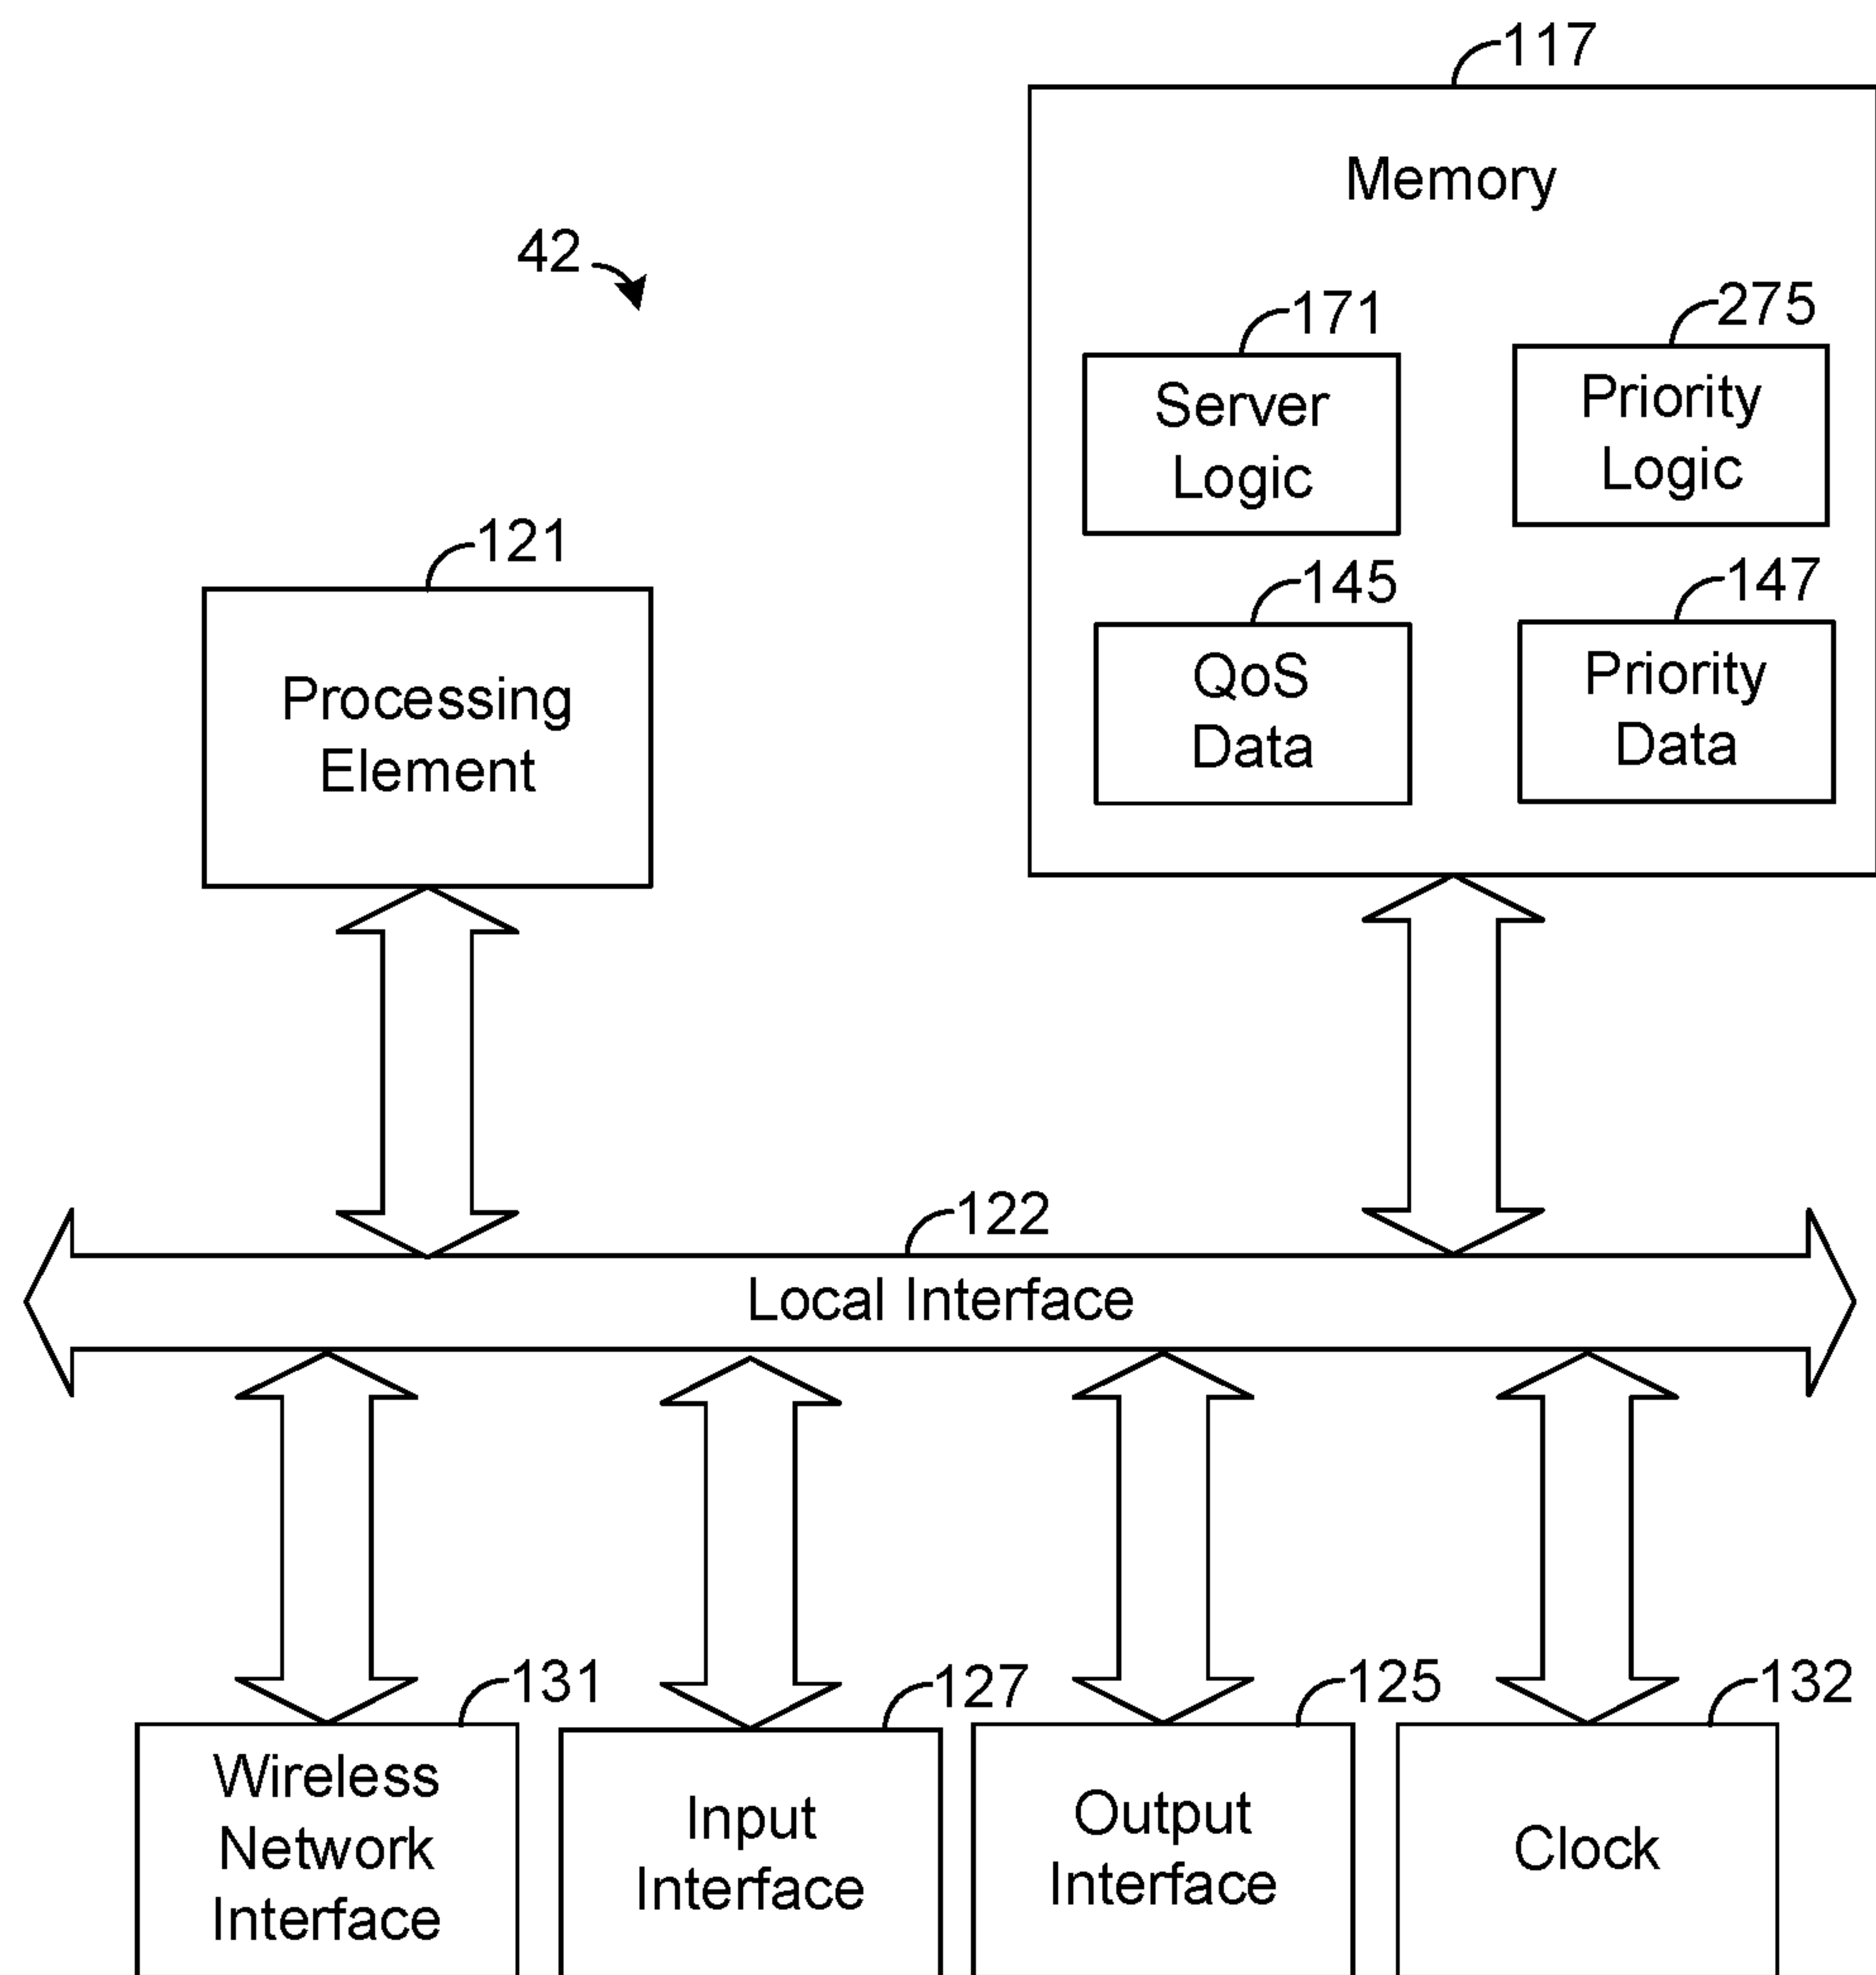 117
Memory
42
171
275
Server
Logic
Priority
Logic
121
145
147
Processing
Element
QoS
Data
Priority
Data
122
Local Interface
131
127
125
132
Wireless
Network
Interface
Input
Interface
Output
Interface
Clock